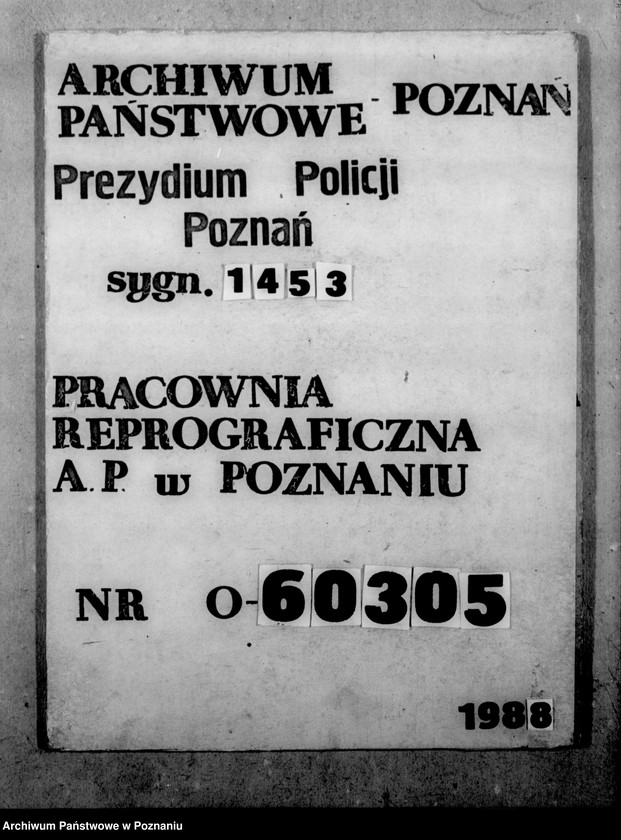 ARCHIWUM
PAŃSTWOWE - POZNAŃ
Prezydium Policji
Poznań
sygn. 1453
PRACOWNIA
REPROGRAFICZNA
A.P. w POZNANIU
NR O-60305
1988
Archiwum Państwowe w Poznaniu